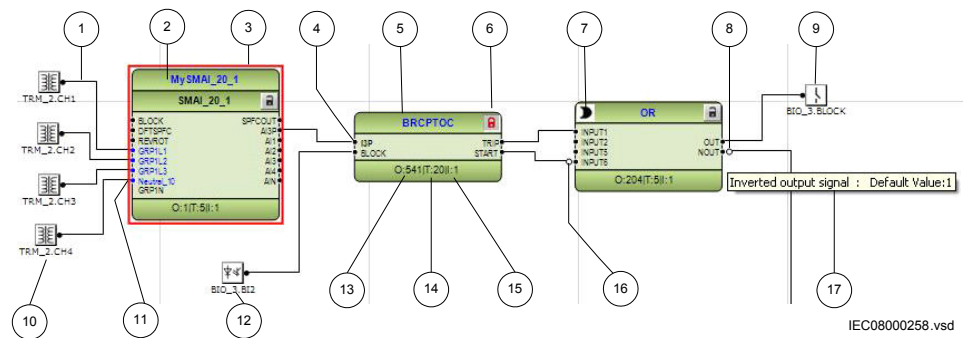 1
2
3
4
5
6
7
8
9
TRM_2.CH1
TRM_2.CH2
TRM_2.CH3
TRM_2.CH4
MySMAI_20_1
SMAI_20_1
BLOCK
DFTSPFC
REVROT
GRP1L1
GRP1L2
GRP1L3
Neutral_10
GRP1N
SPFCOUT
AI3P
AI1
AI2
AI3
AI4
AIN
O:1|T:5|I:1
BRCPTOC
I3P
BLOCK
TRIP
START
O:541|T:20|I:1
OR
INPUT1
INPUT2
INPUT5
INPUT6
OUT
NOUT
O:204|T:5|I:1
BIO_3.BLOCK
Inverted output signal : Default Value:1
BIO_3.BI2
10
11
12
13
14
15
16
17
IEC08000258.vsd